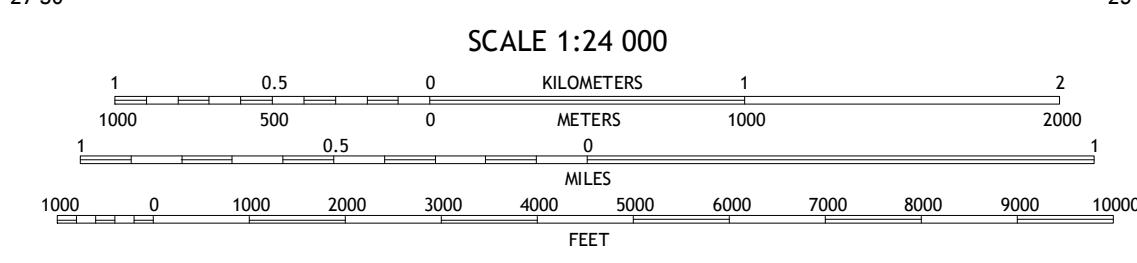 SCALE 1:24 000
1 0.5 0 KILOMETERS 1 2
1000 500 0 METERS 1000 2000
1 0.5 0 1
MILES
1000 0 1000 2000 3000 4000 5000 6000 7000 8000 9000 10000
FEET